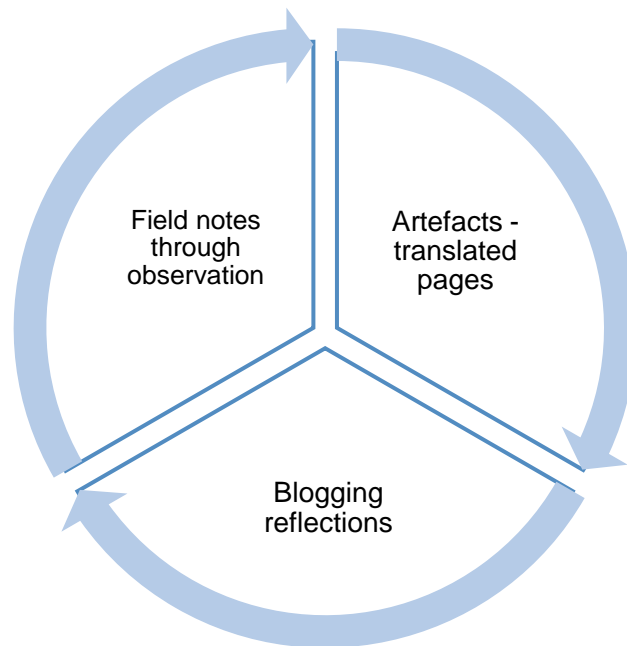 Field notes
through
observation
Artefacts -
translated
pages
Blogging
reflections